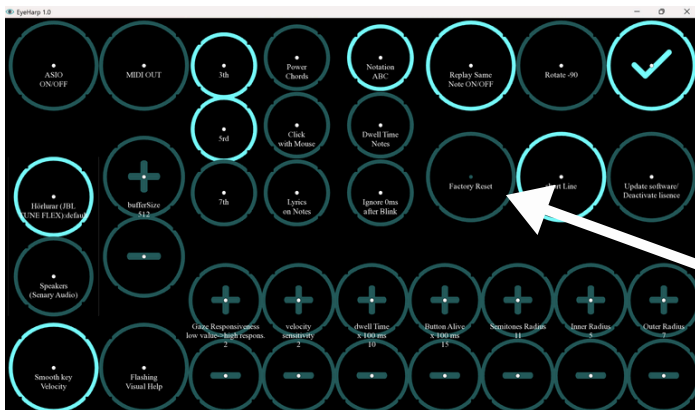 EyeHarp 1.0
ASIO
ON/OFF
MIDI OUT
3th
Power
Chords
Notation
ABC
Replay Same
Note ON/OFF
Rotate -90
5rd
Click
with Mouse
Dwell Time
Notes
Factory Reset
Line
Update software/
Deactivate lisence
Hörlurar (JBL
TUNE FLEX):default
bufferSize
512
7th
Lyrics
on Notes
Ignore 0ms
after Blink
Speakers
(Senary Audio)
Gaze Responsiveness
low value->high respons.
2
velocity
sensitivity
2
dwell Time
x 100 ms
10
Button Alive
x 100 ms
15
Semitones Radius
11
Inner Radius
5
Outer Radius
7
Smooth key
Velocity
Flashing
Visual Help